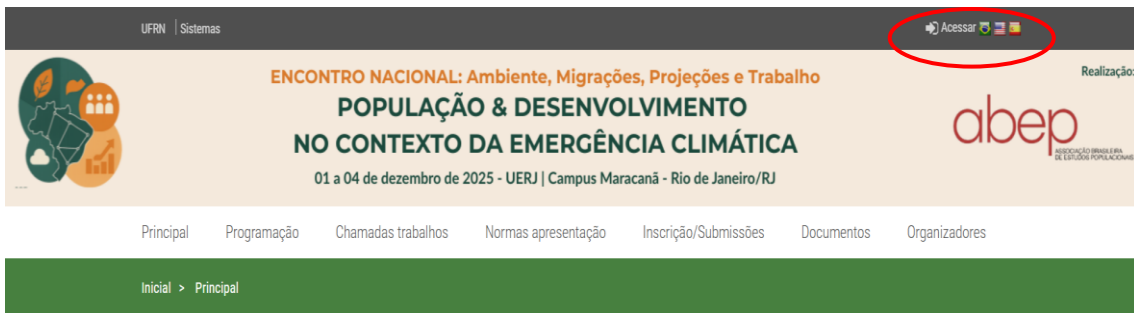 UFRN | Sistemas
Acessar
ENCONTRO NACIONAL: Ambiente, Migrações, Projeções e Trabalho
POPULAÇÃO & DESENVOLVIMENTO
NO CONTEXTO DA EMERGÊNCIA CLIMÁTICA
01 a 04 de dezembro de 2025 - UERJ | Campus Maracanã - Rio de Janeiro/RJ
Realização:
abep
ASSOCIAÇÃO BRASILEIRA
DE ESTUDOS POPULACIONAIS
Principal Programação Chamadas trabalhos Normas apresentação Inscrição/Submissões Documentos Organizadores
Inicial > Principal